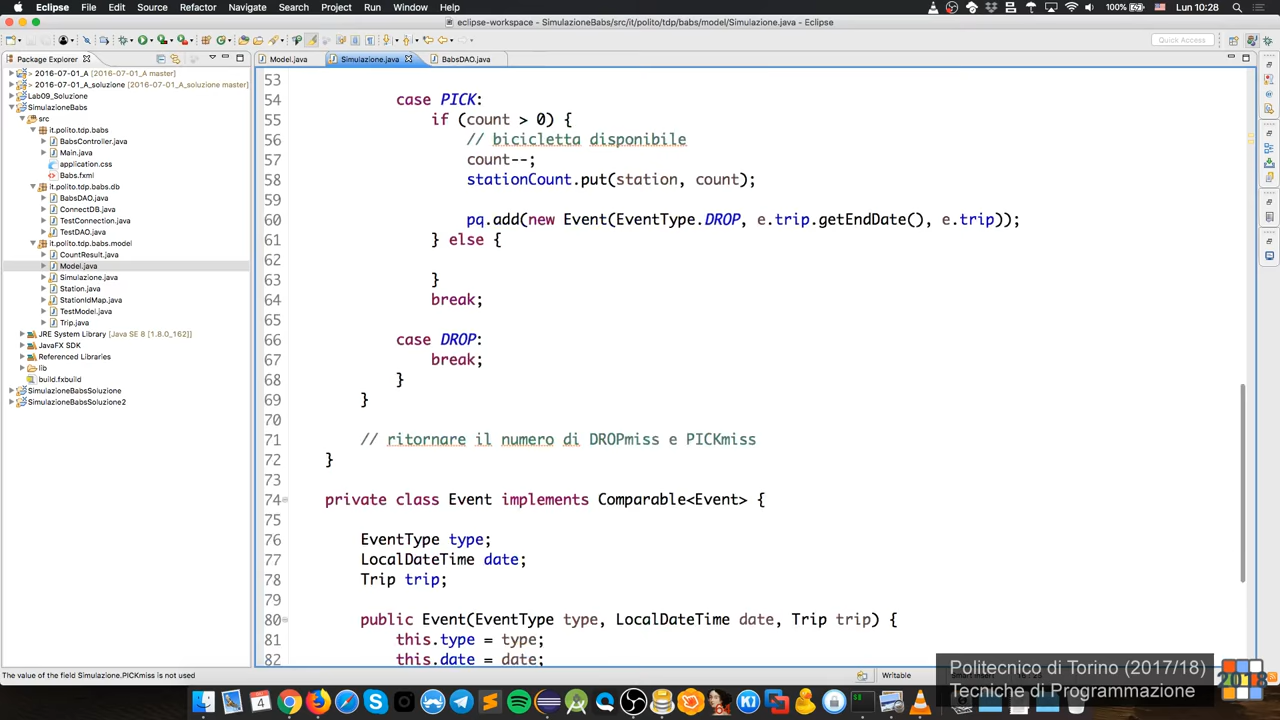 Eclipse File Edit Refactor Navigate Search Project Run Window Help 100% Lun 10:28
eclipse-workspace - SimulazioneBabs/src/it/polito/tdp/babs/model/Simulazione.java - Eclipse
Quick Access
Package Explorer
Model.java Simulazione.java BabsDAO.java
> 2016-07-01_A [2016-07-01_A master]
> 2016-07-01_A_soluzione [2016-07-01_A_soluzione master]
Lab09_Soluzione
SimulazioneBabs
src
it.polito.tdp.babs
BabsController.java
Main.java
application.css
Babs.fxml
it.polito.tdp.babs.db
BabsDAO.java
ConnectDB.java
TestConnection.java
TestDAO.java
it.polito.tdp.babs.model
CountResult.java
Model.java
Simulazione.java
Station.java
StationIdMap.java
TestModel.java
Trip.java
JRE System Library [Java SE 8 [1.8.0_162]]
JavaFX SDK
Referenced Libraries
lib
build.fxbuild
SimulazioneBabsSoluzione
SimulazioneBabsSoluzione2
53
54 case PICK:
55 if (count > 0) {
56 // bicicletta disponibile
57 count--;
58 stationCount.put(station, count);
59
60 pq.add(new Event(EventType.DROP, e.trip.getEndDate(), e.trip));
61 } else {
62
63 }
64 break;
65
66 case DROP:
67 break;
68 }
69 }
70
71 // ritornare il numero di DROPmiss e PICKmiss
72 }
73
74 private class Event implements Comparable<Event> {
75
76 EventType type;
77 LocalDateTime date;
78 Trip trip;
79
80 public Event(EventType type, LocalDateTime date, Trip trip) {
81 this.type = type;
82 this.date = date;
The value of the field Simulazione.PICKmiss is not used
Writable
Politecnico di Torino (2017/18)
Tecniche di Programmazione
2018